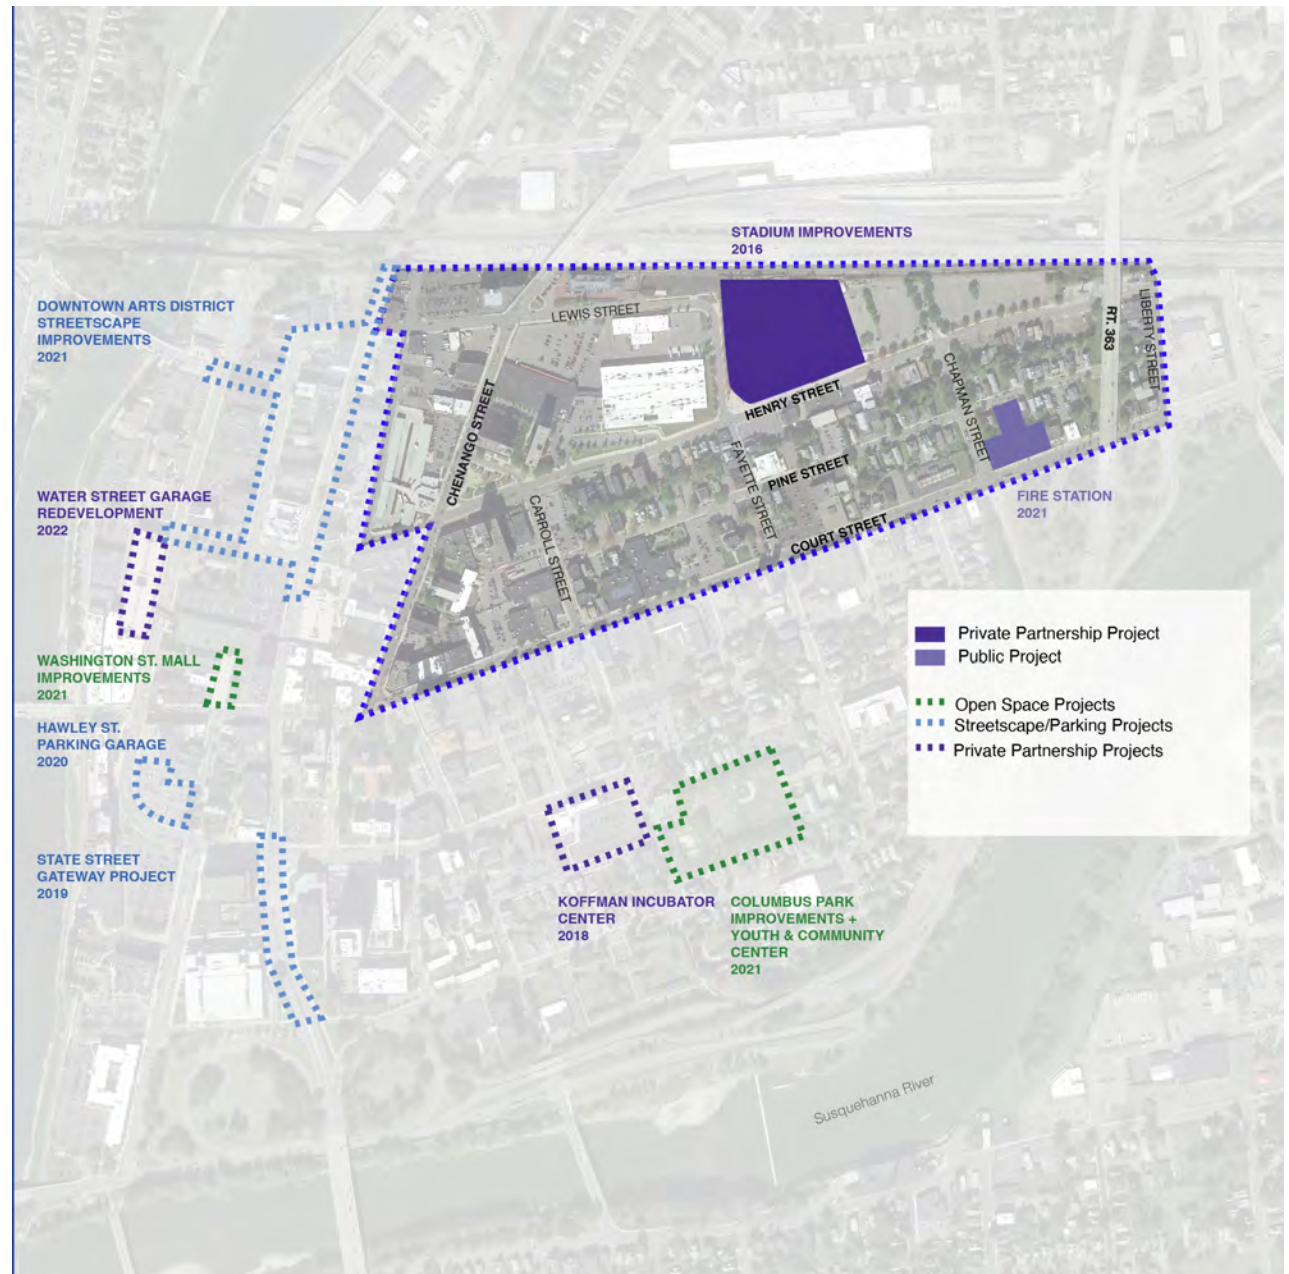 STADIUM IMPROVEMENTS
2016
DOWNTOWN ARTS DISTRICT
STREETSCAPE
IMPROVEMENTS
2021
LEWIS STREET
RT. 363
LIBERTY STREET
CHENANGO STREET
HENRY STREET
CHAPMAN STREET
FAYETTE STREET
PINE STREET
CARROLL STREET
COURT STREET
FIRE STATION
2021
WATER STREET GARAGE
REDEVELOPMENT
2022
WASHINGTON ST. MALL
IMPROVEMENTS
2021
HAWLEY ST.
PARKING GARAGE
2020
STATE STREET
GATEWAY PROJECT
2019
Private Partnership Project
Public Project
Open Space Projects
Streetscape/Parking Projects
Private Partnership Projects
KOFFMAN INCUBATOR
CENTER
2018
COLUMBUS PARK
IMPROVEMENTS +
YOUTH & COMMUNITY
CENTER
2021
Susquehanna River